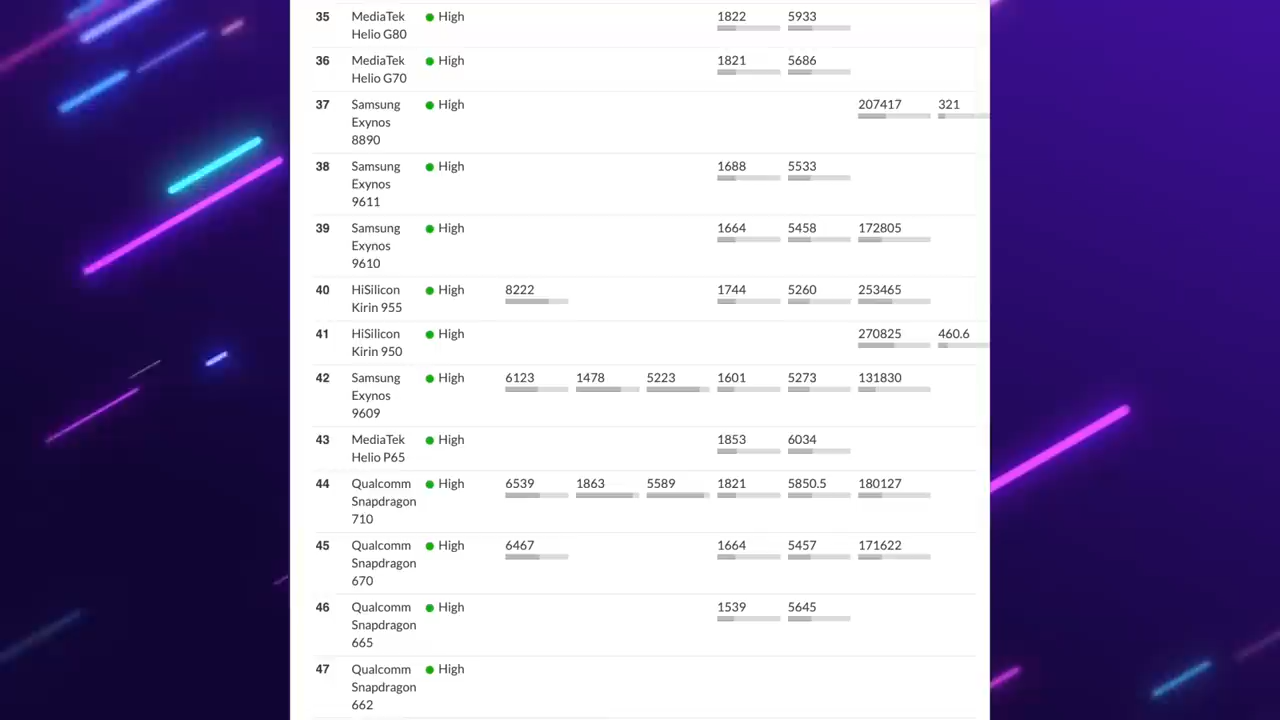 35 MediaTek Helio G80 High 1822 5933
36 MediaTek Helio G70 High 1821 5686
37 Samsung Exynos 8890 High 207417 321
38 Samsung Exynos 9611 High 1688 5533
39 Samsung Exynos 9610 High 1664 5458 172805
40 HiSilicon Kirin 955 High 8222 1744 5260 253465
41 HiSilicon Kirin 950 High 270825 460.6
42 Samsung Exynos 9609 High 6123 1478 5223 1601 5273 131830
43 MediaTek Helio P65 High 1853 6034
44 Qualcomm Snapdragon 710 High 6539 1863 5589 1821 5850.5 180127
45 Qualcomm Snapdragon 670 High 6467 1664 5457 171622
46 Qualcomm Snapdragon 665 High 1539 5645
47 Qualcomm Snapdragon 662 High